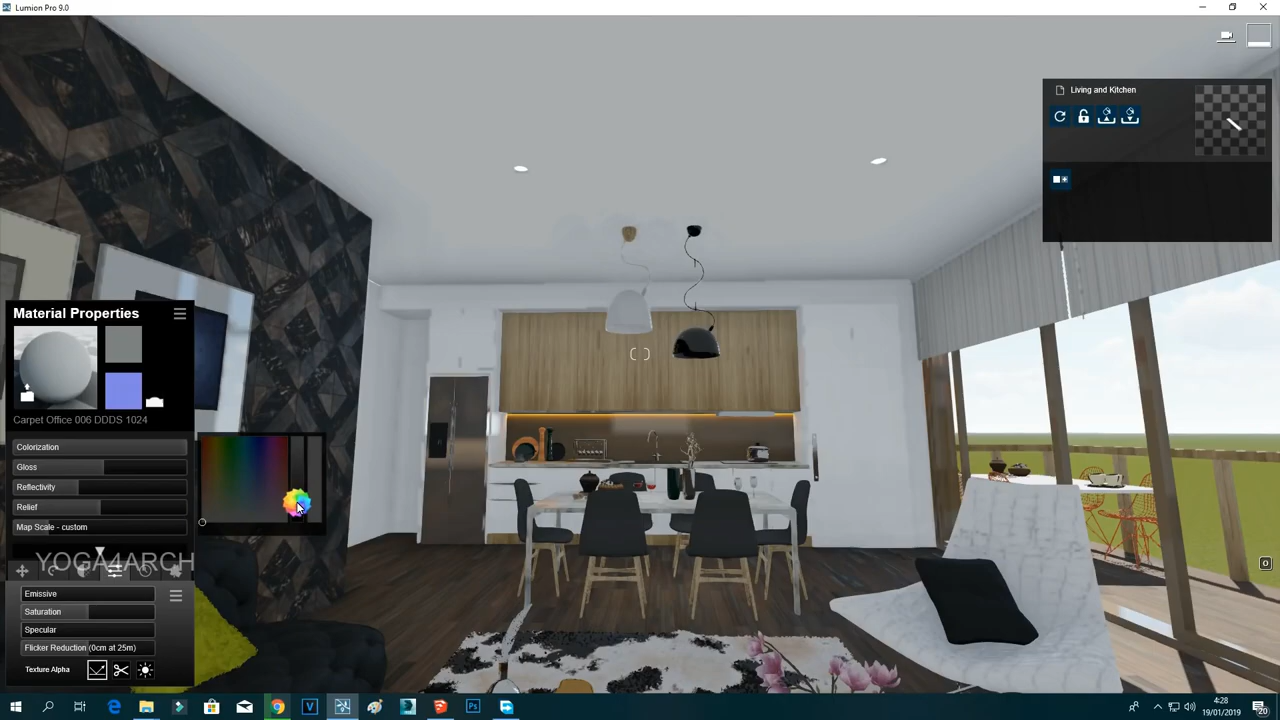 Lumion Pro 9.0
Living and Kitchen
Material Properties
Carpet Office 006 DDDS 1024
Colorization
Gloss
Reflectivity
Relief
Map Scale - custom
YOGA4ARCH
Emissive
Saturation
Specular
Flicker Reduction (0cm at 25m)
Texture Alpha
4:28
19/01/2019
20